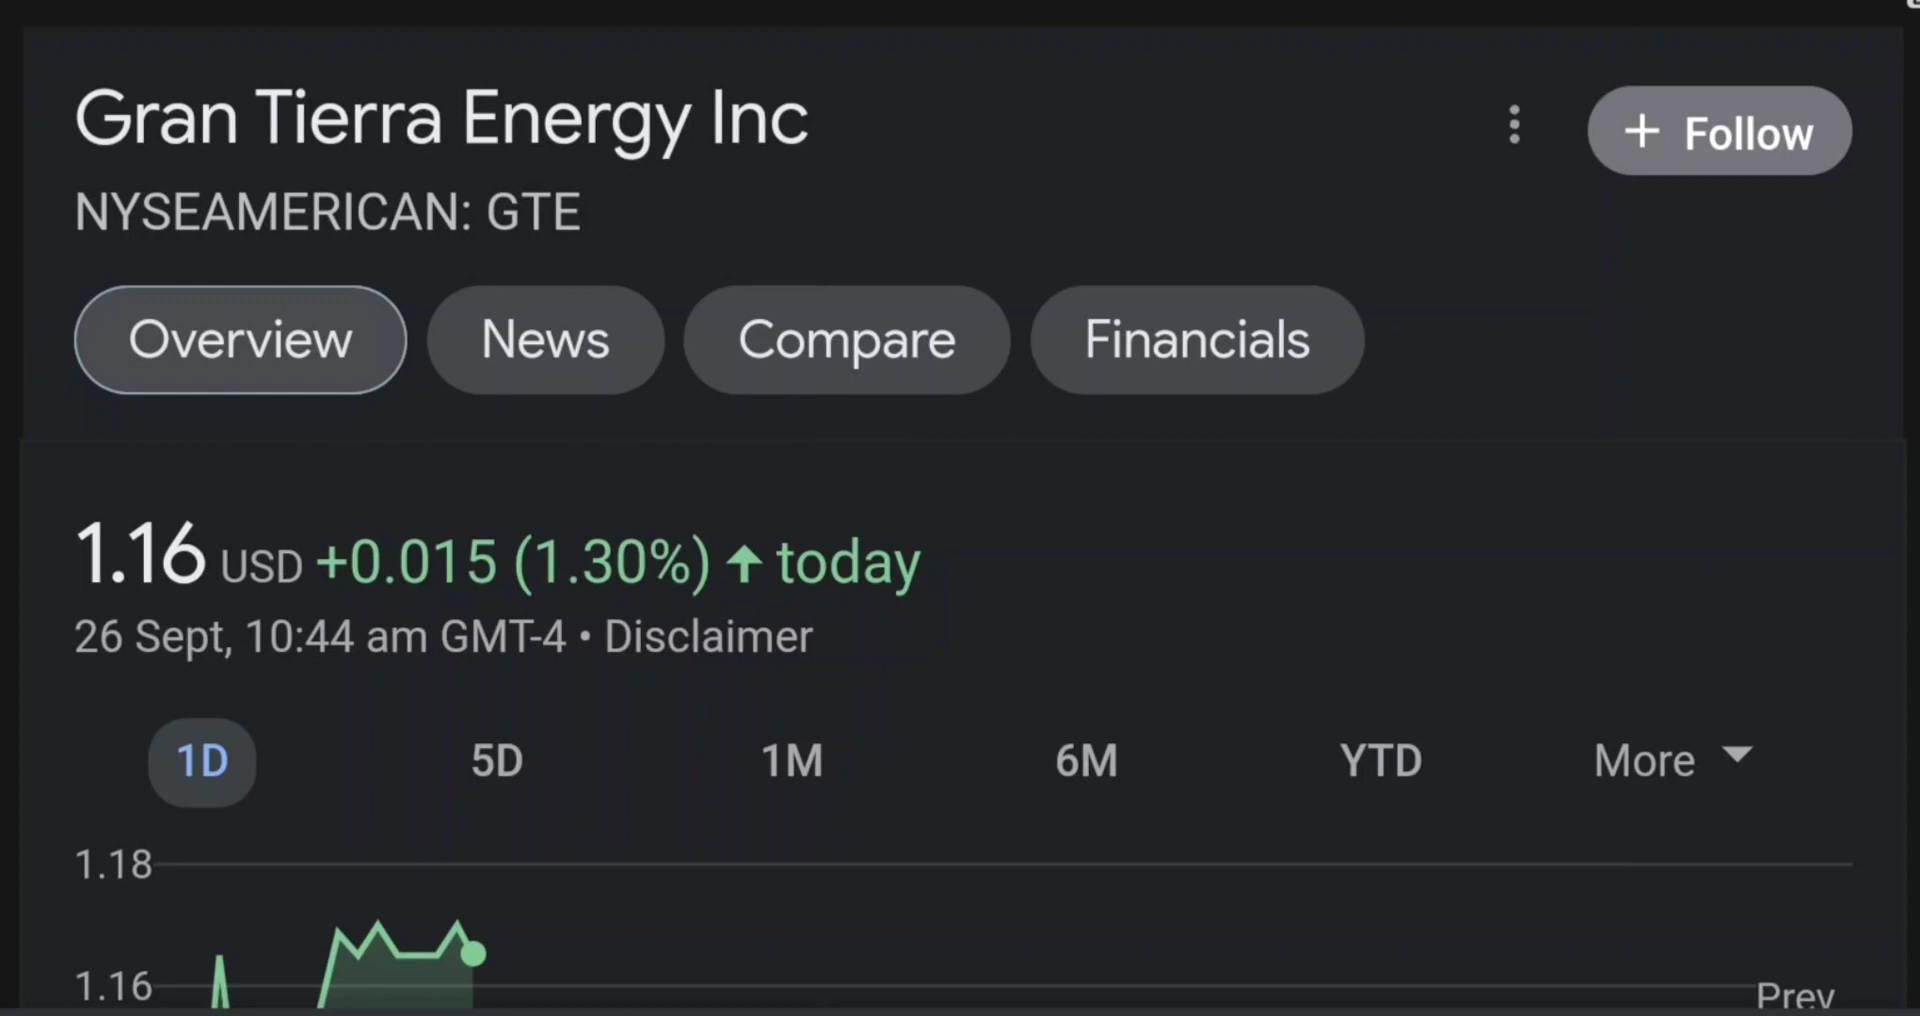 Gran Tierra Energy Inc
+ Follow
NYSEAMERICAN: GTE
Overview News Compare Financials
1.16 USD +0.015 (1.30%) ↑ today
26 Sept, 10:44 am GMT-4 • Disclaimer
1D 5D 1M 6M YTD More
1.18
1.16
Prev